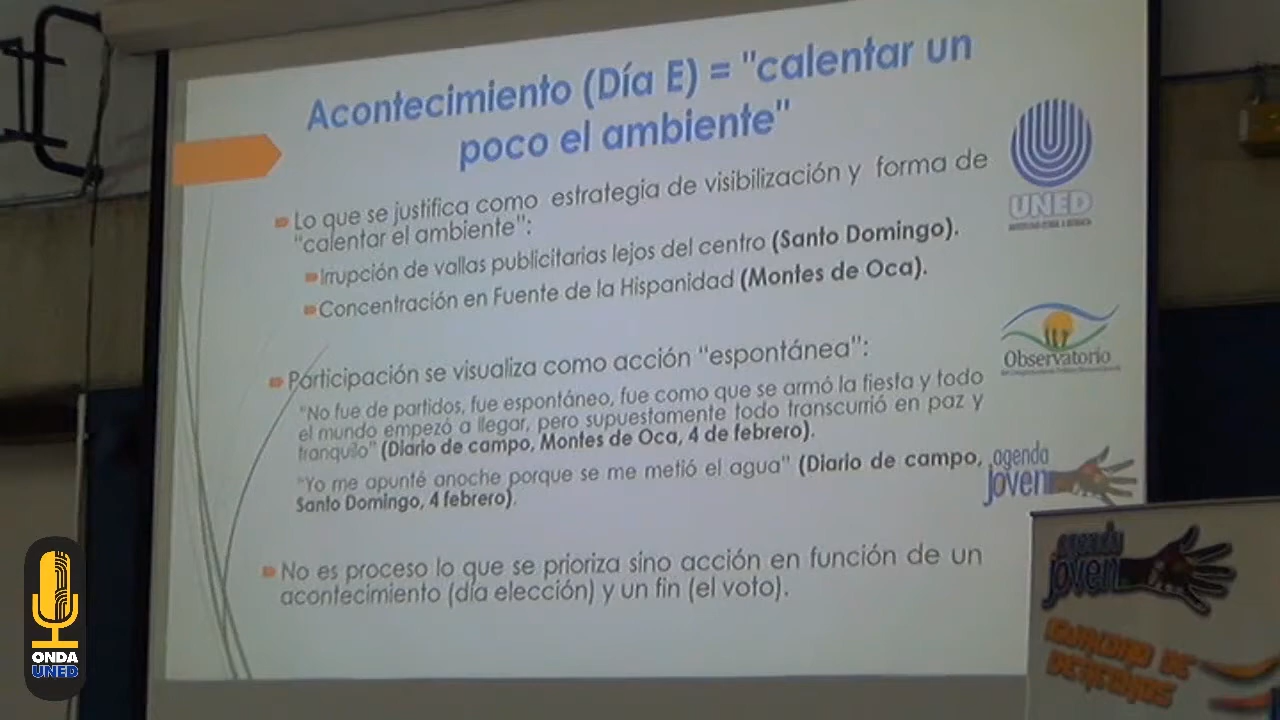 Acontecimiento (Día E) = "calentar un
poco el ambiente"
Lo que se justifica como estrategia de visibilización y forma de
"calentar el ambiente":
Irrupción de vallas publicitarias lejos del centro (Santo Domingo).
Concentración en Fuente de la Hispanidad (Montes de Oca).
Participación se visualiza como acción "espontánea":
"No fue de partidos, fue espontáneo, fue como que se armó la fiesta y todo
el mundo empezó a llegar, pero supuestamente todo transcurrió en paz y
tranquilo" (Diario de campo, Montes de Oca, 4 de febrero).
"Yo me apunté anoche porque se me metió el agua" (Diario de campo,
Santo Domingo, 4 febrero).
No es proceso lo que se prioriza sino acción en función de un
acontecimiento (día elección) y un fin (el voto).
UNED
Observatorio
agenda
joven
agenda
joven
IGUALDAD DE
DERECHOS
ONDA
UNED